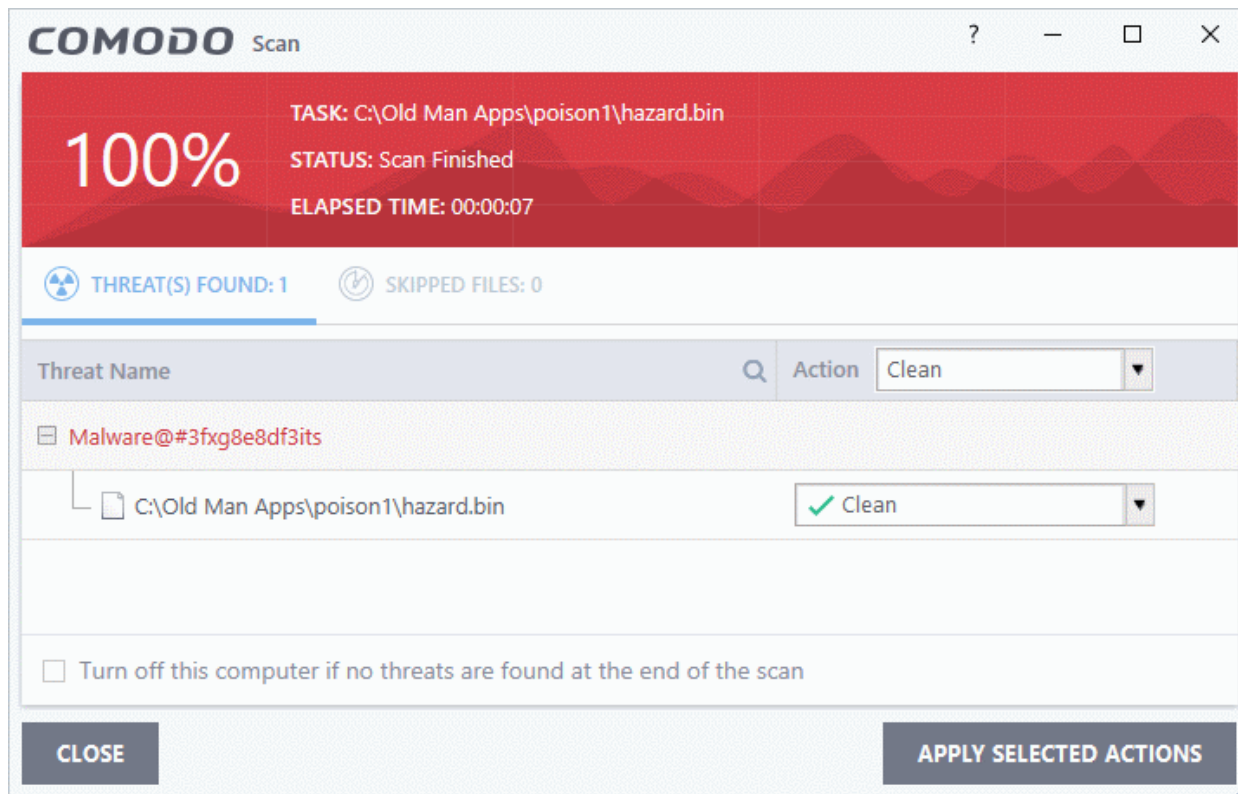 COMODO Scan ?
100%
TASK: C:\Old Man Apps\poison1\hazard.bin
STATUS: Scan Finished
ELAPSED TIME: 00:00:07
THREAT(S) FOUND: 1 SKIPPED FILES: 0
Threat Name Action Clean
Malware@#3fxg8e8df3its
C:\Old Man Apps\poison1\hazard.bin Clean
Turn off this computer if no threats are found at the end of the scan
CLOSE APPLY SELECTED ACTIONS